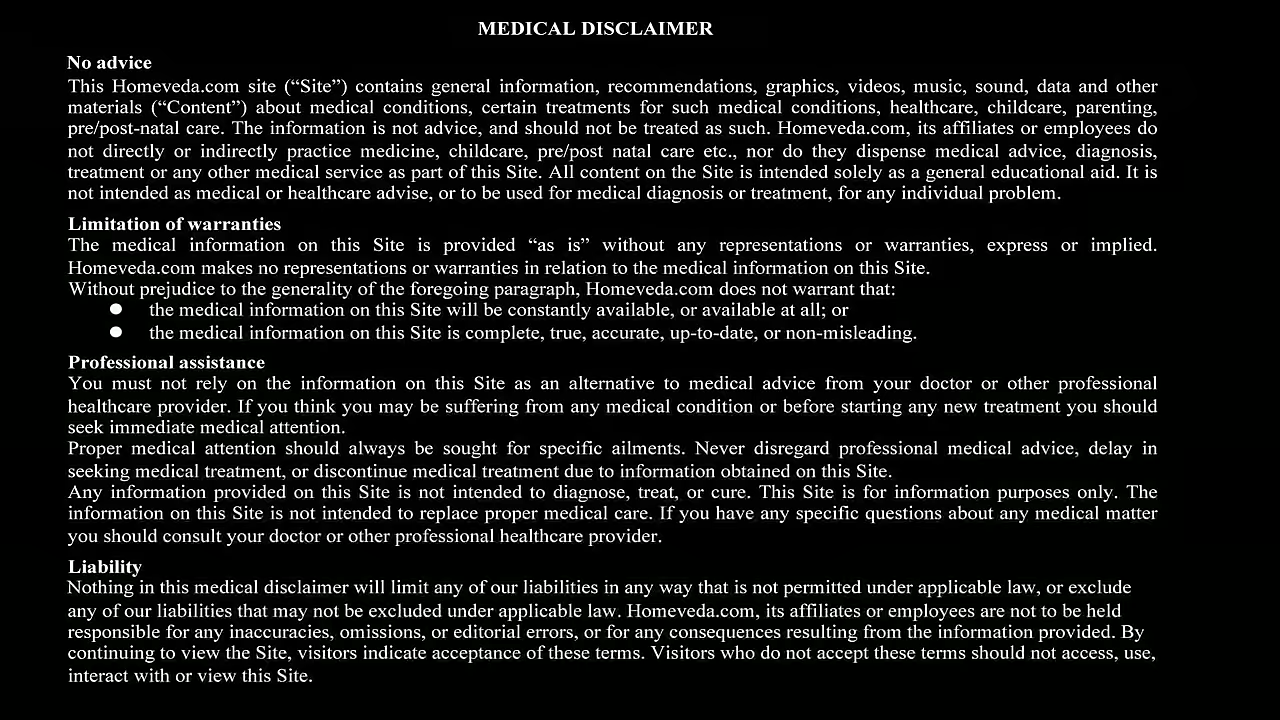 MEDICAL DISCLAIMER
No advice
This Homeveda.com site (“Site”) contains general information, recommendations, graphics, videos, music, sound, data and other
materials (“Content”) about medical conditions, certain treatments for such medical conditions, healthcare, childcare, parenting,
pre/post-natal care. The information is not advice, and should not be treated as such. Homeveda.com, its affiliates or employees do
not directly or indirectly practice medicine, childcare, pre/post natal care etc., nor do they dispense medical advice, diagnosis,
treatment or any other medical service as part of this Site. All content on the Site is intended solely as a general educational aid. It is
not intended as medical or healthcare advise, or to be used for medical diagnosis or treatment, for any individual problem.
Limitation of warranties
The medical information on this Site is provided “as is” without any representations or warranties, express or implied.
Homeveda.com makes no representations or warranties in relation to the medical information on this Site.
Without prejudice to the generality of the foregoing paragraph, Homeveda.com does not warrant that:
● the medical information on this Site will be constantly available, or available at all; or
● the medical information on this Site is complete, true, accurate, up-to-date, or non-misleading.
Professional assistance
You must not rely on the information on this Site as an alternative to medical advice from your doctor or other professional
healthcare provider. If you think you may be suffering from any medical condition or before starting any new treatment you should
seek immediate medical attention.
Proper medical attention should always be sought for specific ailments. Never disregard professional medical advice, delay in
seeking medical treatment, or discontinue medical treatment due to information obtained on this Site.
Any information provided on this Site is not intended to diagnose, treat, or cure. This Site is for information purposes only. The
information on this Site is not intended to replace proper medical care. If you have any specific questions about any medical matter
you should consult your doctor or other professional healthcare provider.
Liability
Nothing in this medical disclaimer will limit any of our liabilities in any way that is not permitted under applicable law, or exclude
any of our liabilities that may not be excluded under applicable law. Homeveda.com, its affiliates or employees are not to be held
responsible for any inaccuracies, omissions, or editorial errors, or for any consequences resulting from the information provided. By
continuing to view the Site, visitors indicate acceptance of these terms. Visitors who do not accept these terms should not access, use,
interact with or view this Site.